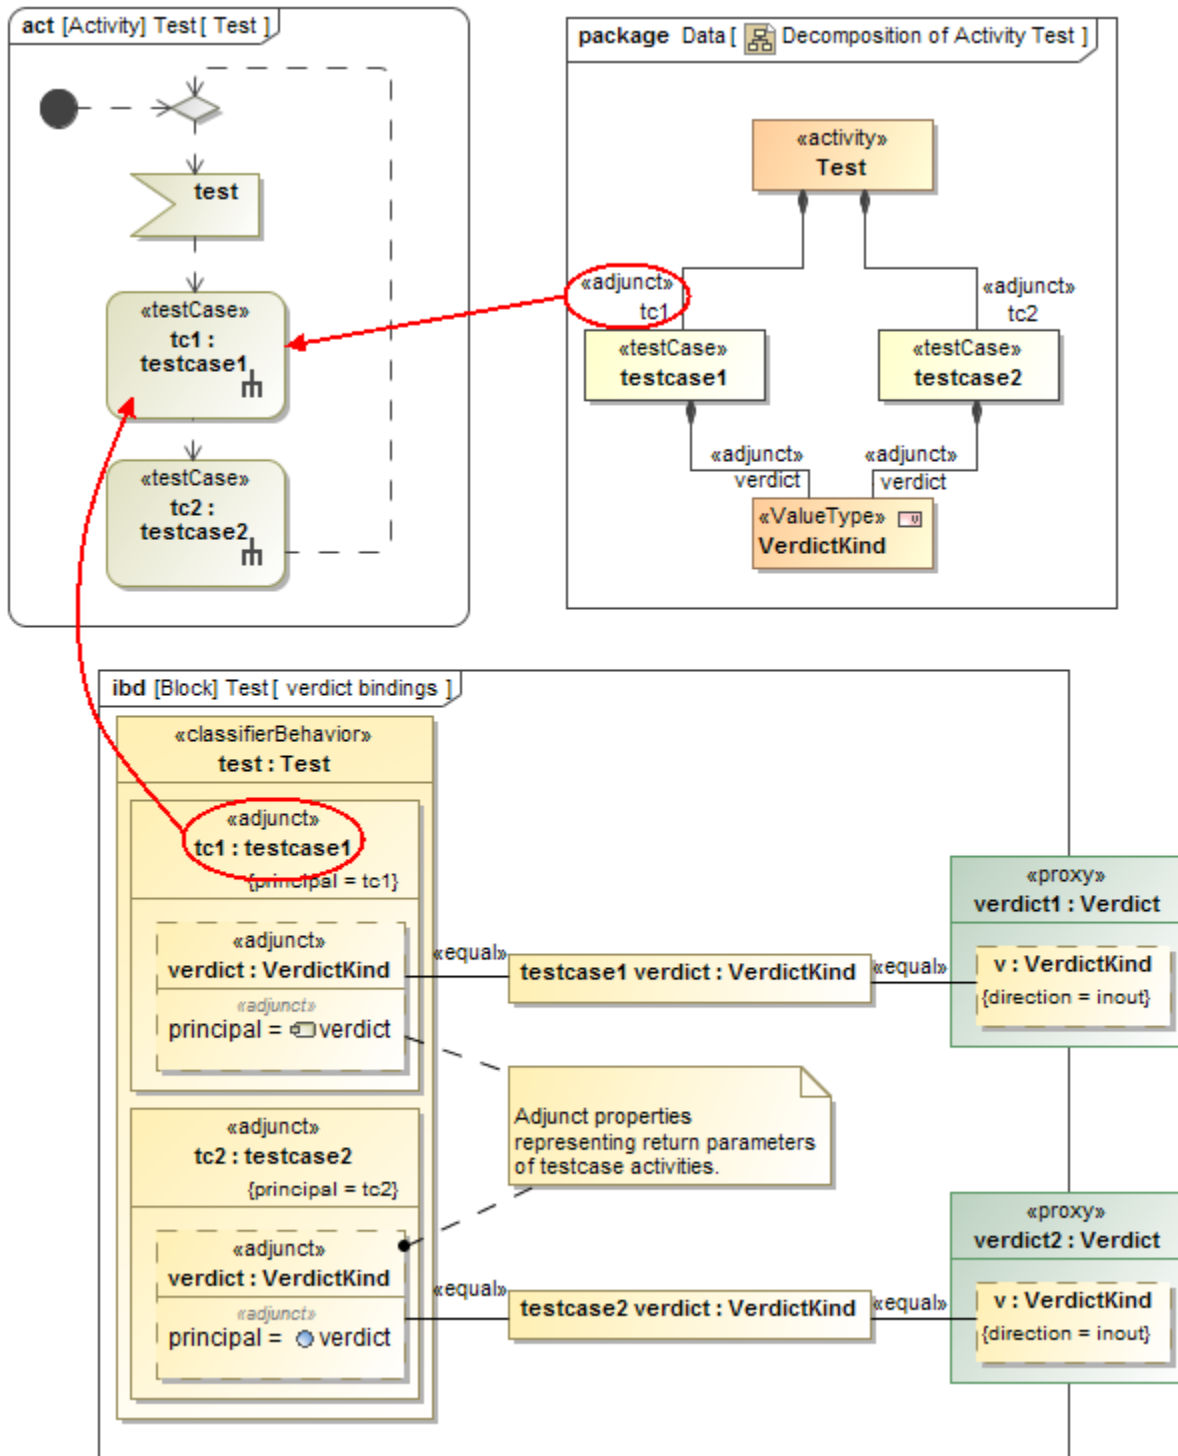 act [Activity] Test [ Test ]
test
«testCase»
tc1 :
testcase1
«testCase»
tc2 :
testcase2
package Data [ Decomposition of Activity Test ]
«activity»
Test
«adjunct»
tc1
«adjunct»
tc2
«testCase»
testcase1
«testCase»
testcase2
«adjunct»
verdict
«adjunct»
verdict
«ValueType»
VerdictKind
ibd [Block] Test [ verdict bindings ]
«classifierBehavior»
test : Test
«adjunct»
tc1 : testcase1
{principal = tc1}
«adjunct»
verdict : VerdictKind
«adjunct»
principal = verdict
«equal»
testcase1 verdict : VerdictKind
«equal»
«proxy»
verdict1 : Verdict
v : VerdictKind
{direction = inout}
Adjunct properties
representing return parameters
of testcase activities.
«adjunct»
tc2 : testcase2
{principal = tc2}
«adjunct»
verdict : VerdictKind
«adjunct»
principal = verdict
«equal»
testcase2 verdict : VerdictKind
«equal»
«proxy»
verdict2 : Verdict
v : VerdictKind
{direction = inout}